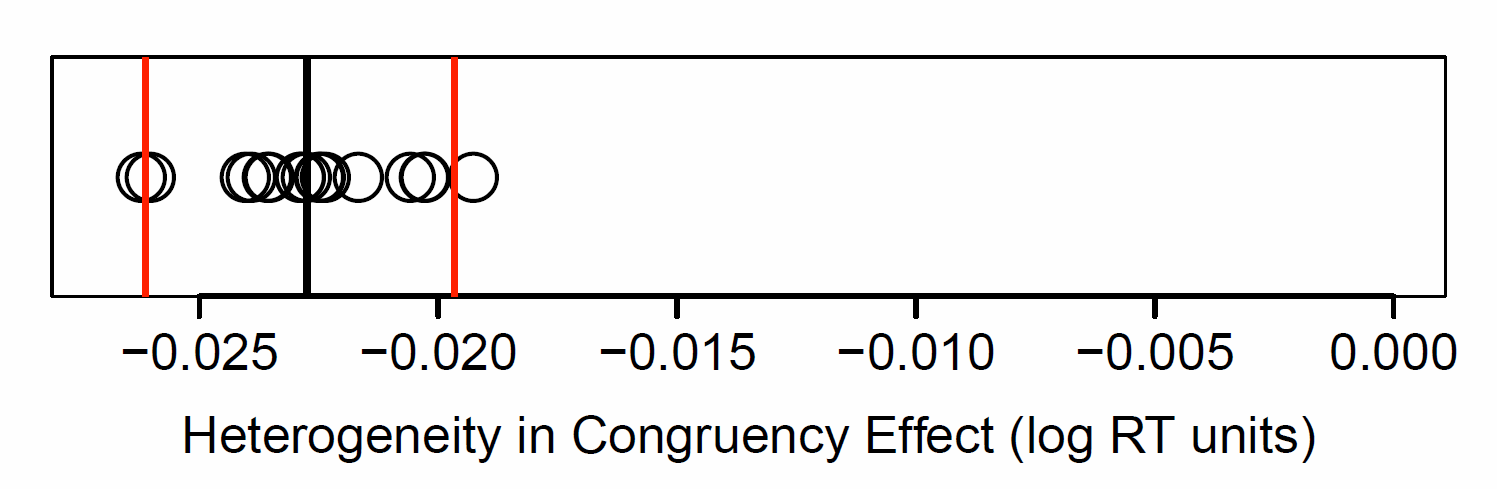 −0.025 −0.020 −0.015 −0.010 −0.005 0.000
Heterogeneity in Congruency Effect (log RT units)